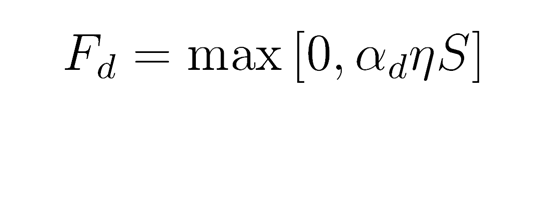 F_d = max [0, α_d η S]